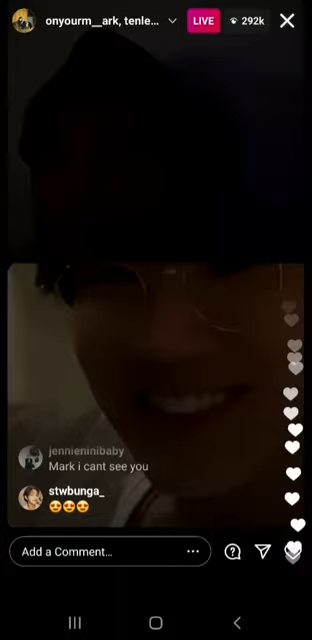 onyourm__ark, tenle...
LIVE
292k
jennieninibaby
Mark i cant see you
stwbunga_
😍😍😍
Add a Comment...